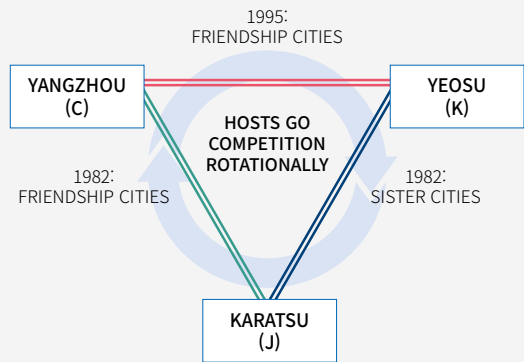 1995:
FRIENDSHIP CITIES
YANGZHOU
(C)
YEOSU
(K)
HOSTS GO
COMPETITION
ROTATIONALLY
1982:
FRIENDSHIP CITIES
1982:
SISTER CITIES
KARATSU
(J)